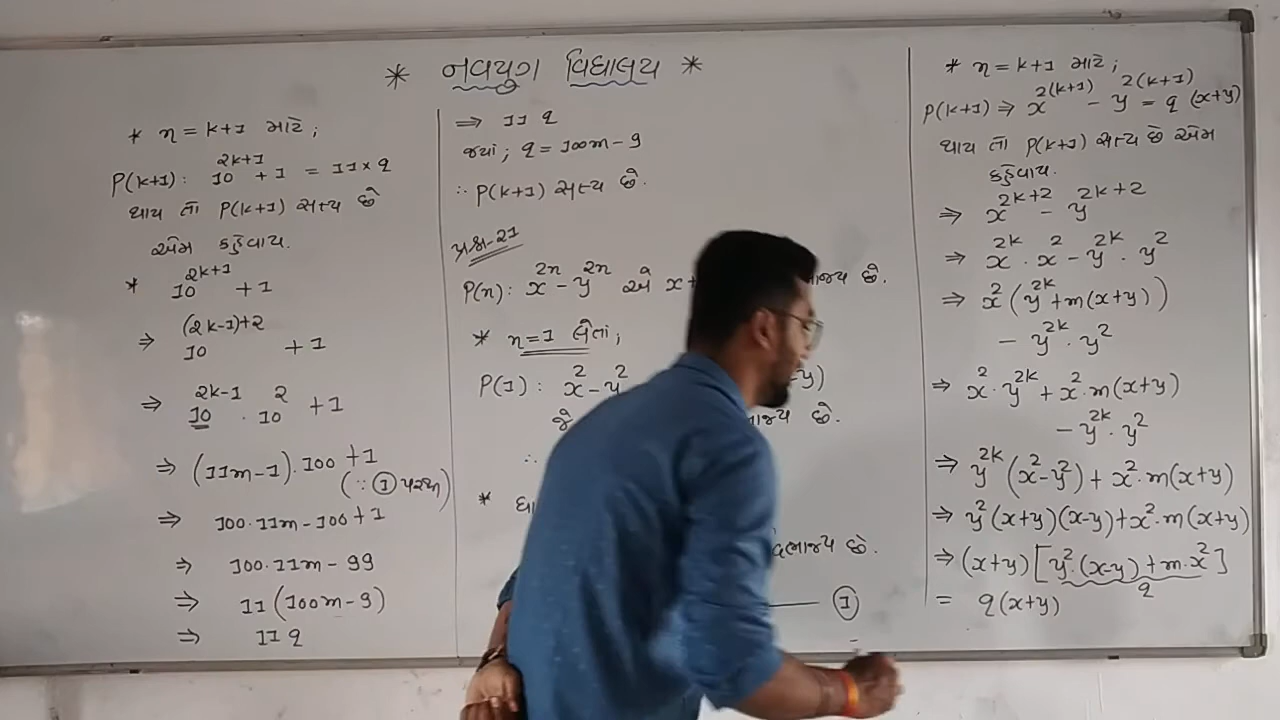 * નવયુગ વિદ્યાલય *
* n = k+1 માટે ;
P(k+1) : 10^{2k+1} + 1 = 11 × q
થાય તો P(k+1) સત્ય છે
એમ કહેવાય.
* 10^{2k+1} + 1
⇒ 10^{(2k-1)+2} + 1
⇒ 10^{2k-1} · 10^2 + 1
⇒ (11m-1) · 100 + 1
(∵ ① પરથી)
⇒ 100·11m - 100 + 1
⇒ 100·11m - 99
⇒ 11(100m - 9)
⇒ 11 q
⇒ 11 q
જ્યાં ; q = 100m - 9
∴ P(k+1) સત્ય છે.
પ્રશ્ન-21
P(n) : x^{2n} - y^{2n} એ x+ ભાજ્ય છે.
* n=1 લેતાં ;
P(1) : x^2 - y^2 -y)
જે ભાજ્ય છે.
∴
* ધા
વિભાજ્ય છે.
— ①
* n = k+1 માટે ;
P(k+1) ⇒ x^{2(k+1)} - y^{2(k+1)} = q (x+y)
થાય તો P(k+1) સત્ય છે એમ
કહેવાય.
⇒ x^{2k+2} - y^{2k+2}
⇒ x^{2k} · x^2 - y^{2k} · y^2
⇒ x^2 (y^{2k} + m(x+y))
- y^{2k} · y^2
⇒ x^2 · y^{2k} + x^2 · m(x+y)
- y^{2k} · y^2
⇒ y^{2k} (x^2 - y^2) + x^2 · m(x+y)
⇒ y^2 (x+y)(x-y) + x^2 · m(x+y)
⇒ (x+y) [y^2 · (x-y) + m · x^2]
q
= q(x+y)